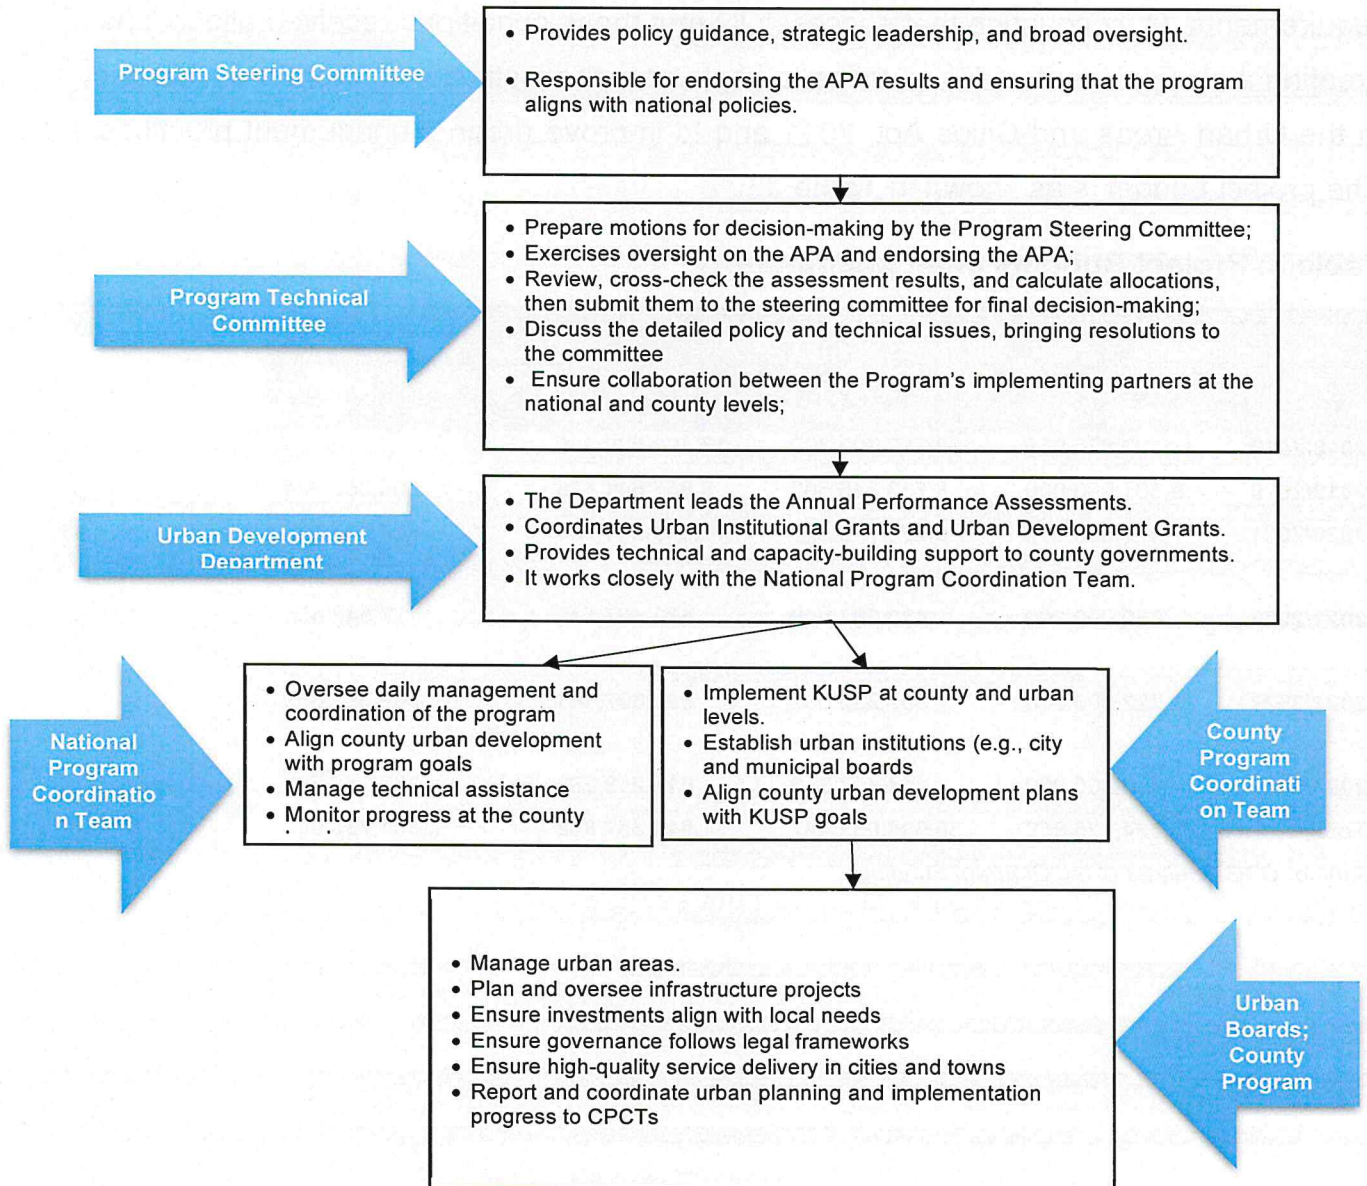 Program Steering Committee
• Provides policy guidance, strategic leadership, and broad oversight.
• Responsible for endorsing the APA results and ensuring that the program
aligns with national policies.
Program Technical
Committee
• Prepare motions for decision-making by the Program Steering Committee;
• Exercises oversight on the APA and endorsing the APA;
• Review, cross-check the assessment results, and calculate allocations,
then submit them to the steering committee for final decision-making;
• Discuss the detailed policy and technical issues, bringing resolutions to
the committee
• Ensure collaboration between the Program's implementing partners at the
national and county levels;
Urban Development
Department
• The Department leads the Annual Performance Assessments.
• Coordinates Urban Institutional Grants and Urban Development Grants.
• Provides technical and capacity-building support to county governments.
• It works closely with the National Program Coordination Team.
National
Program
Coordinatio
n Team
• Oversee daily management and
coordination of the program
• Align county urban development
with program goals
• Manage technical assistance
• Monitor progress at the county
• Implement KUSP at county and urban
levels.
• Establish urban institutions (e.g., city
and municipal boards
• Align county urban development plans
with KUSP goals
County
Program
Coordinati
on Team
• Manage urban areas.
• Plan and oversee infrastructure projects
• Ensure investments align with local needs
• Ensure governance follows legal frameworks
• Ensure high-quality service delivery in cities and towns
• Report and coordinate urban planning and implementation
progress to CPCTs
Urban
Boards;
County
Program